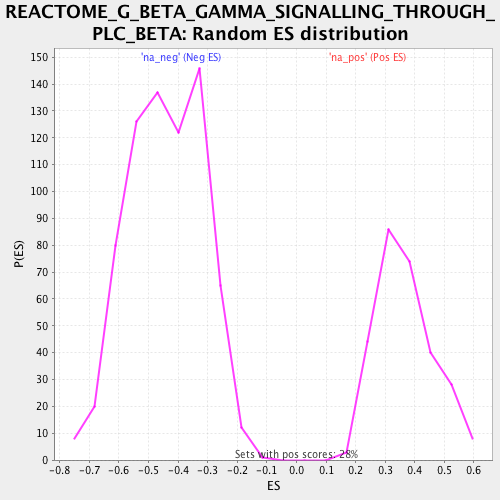 REACTOME_G_BETA_GAMMA_SIGNALLING_THROUGH_
PLC_BETA: Random ES distribution
'na_neg' (Neg ES) 'na_pos' (Pos ES)
150
140
130
120
110
100
90
80
70
60
50
40
30
20
10
0
P(ES)
Sets with pos scores: 28%
-0.8 -0.7 -0.6 -0.5 -0.4 -0.3 -0.2 -0.1 0.0 0.1 0.2 0.3 0.4 0.5 0.6
ES